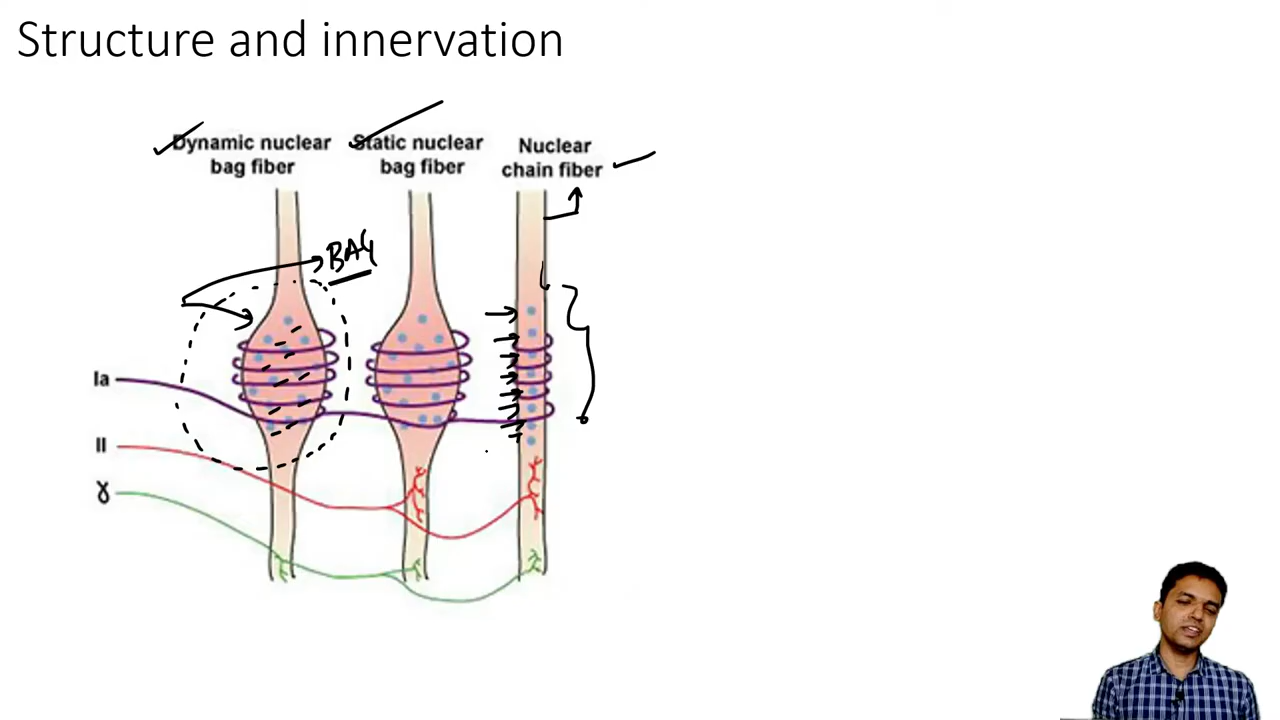 Structure and innervation
Dynamic nuclear
bag fiber
Static nuclear
bag fiber
Nuclear
chain fiber
BAG
Ia
II
ɣ